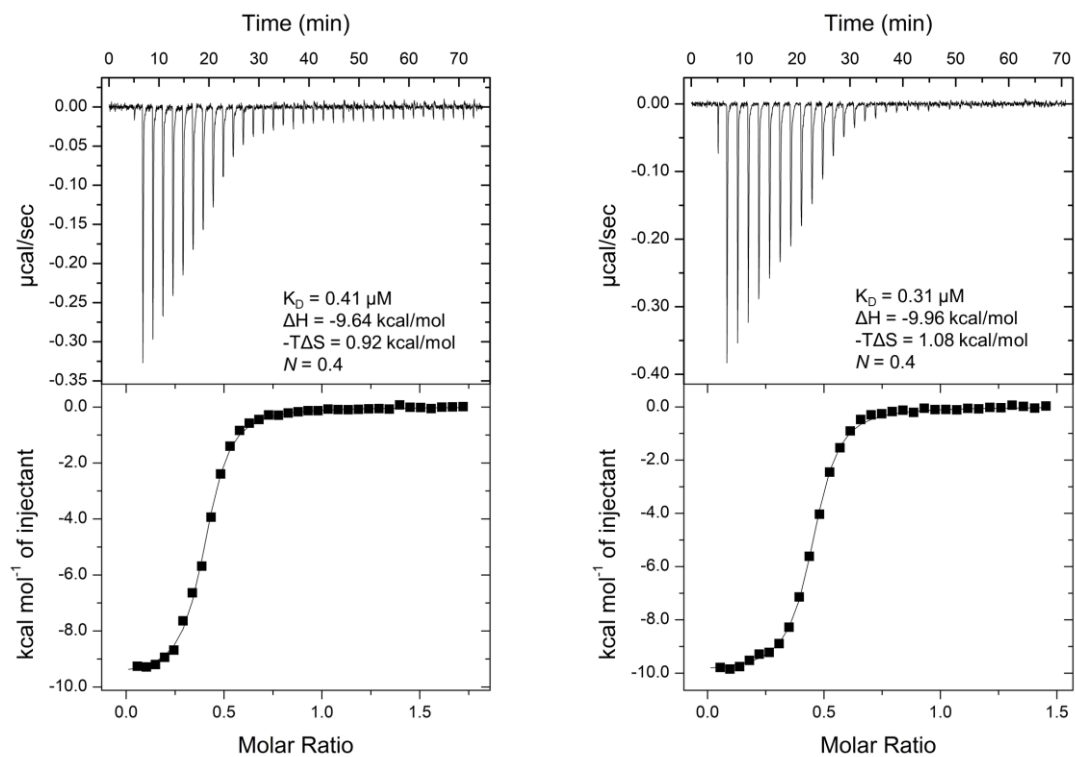 Time (min)
0 10 20 30 40 50 60 70
0.00
-0.05
-0.10
-0.15
-0.20
-0.25
-0.30
-0.35
µcal/sec
K_D = 0.41 µM
ΔH = -9.64 kcal/mol
-TΔS = 0.92 kcal/mol
N = 0.4
0.0
-2.0
-4.0
-6.0
-8.0
-10.0
kcal mol⁻¹ of injectant
0.0 0.5 1.0 1.5
Molar Ratio
Time (min)
0 10 20 30 40 50 60 70
0.00
-0.10
-0.20
-0.30
-0.40
µcal/sec
K_D = 0.31 µM
ΔH = -9.96 kcal/mol
-TΔS = 1.08 kcal/mol
N = 0.4
0.0
-2.0
-4.0
-6.0
-8.0
-10.0
kcal mol⁻¹ of injectant
0.0 0.5 1.0 1.5
Molar Ratio